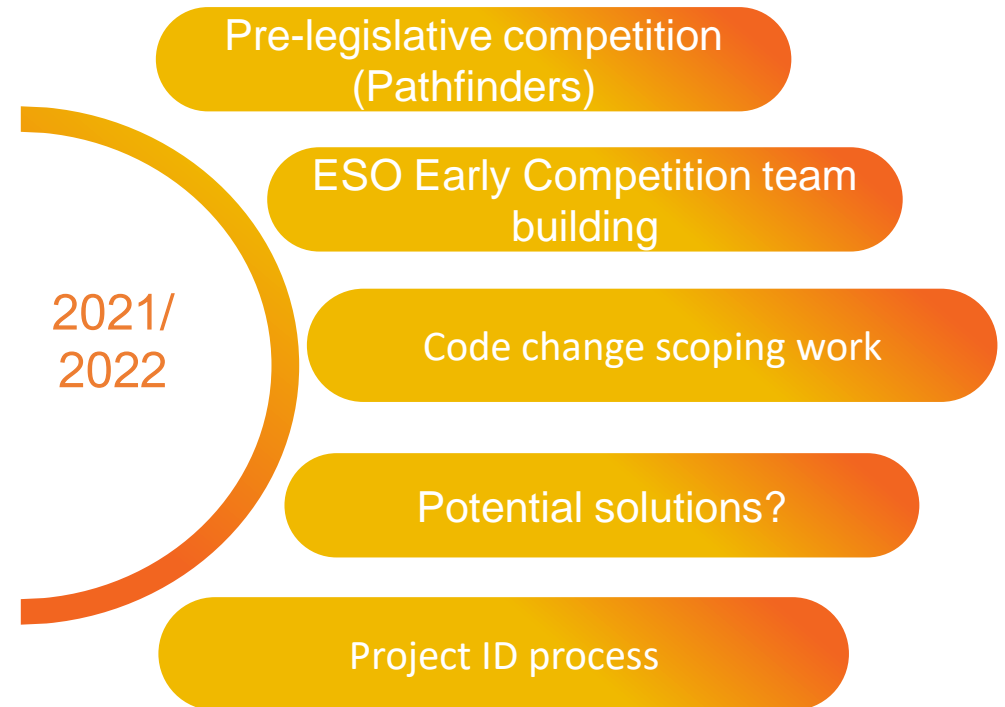 Pre-legislative competition
(Pathfinders)
ESO Early Competition team
building
2021/
2022
Code change scoping work
Potential solutions?
Project ID process